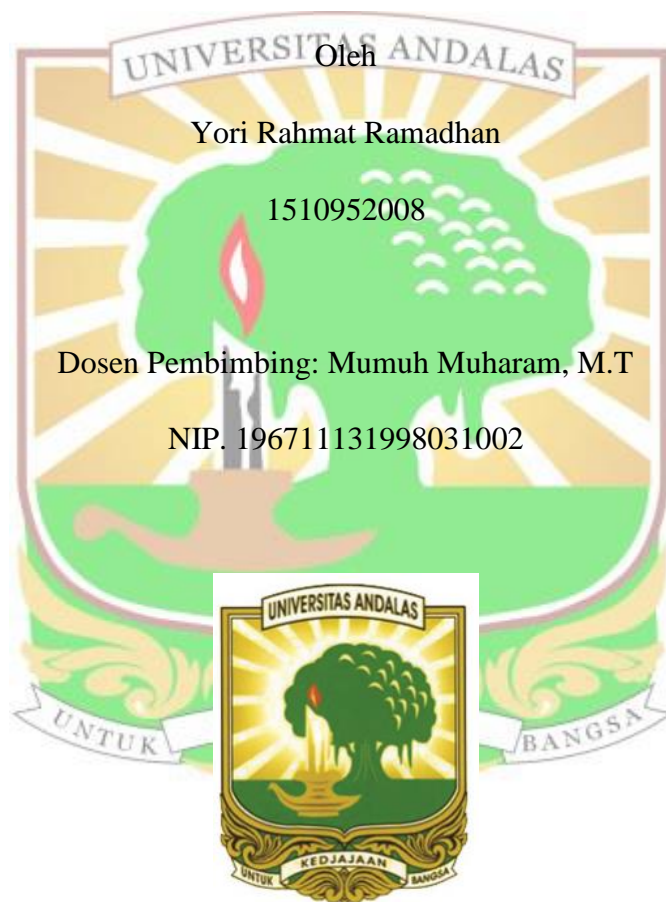 UNIVERSITAS ANDALAS
Oleh
Yori Rahmat Ramadhan
1510952008
Dosen Pembimbing: Mumuh Muharam, M.T
NIP. 196711131998031002
UNTUK BANGSA
UNIVERSITAS ANDALAS
UNTUK KEDJAJAAN BANGSA